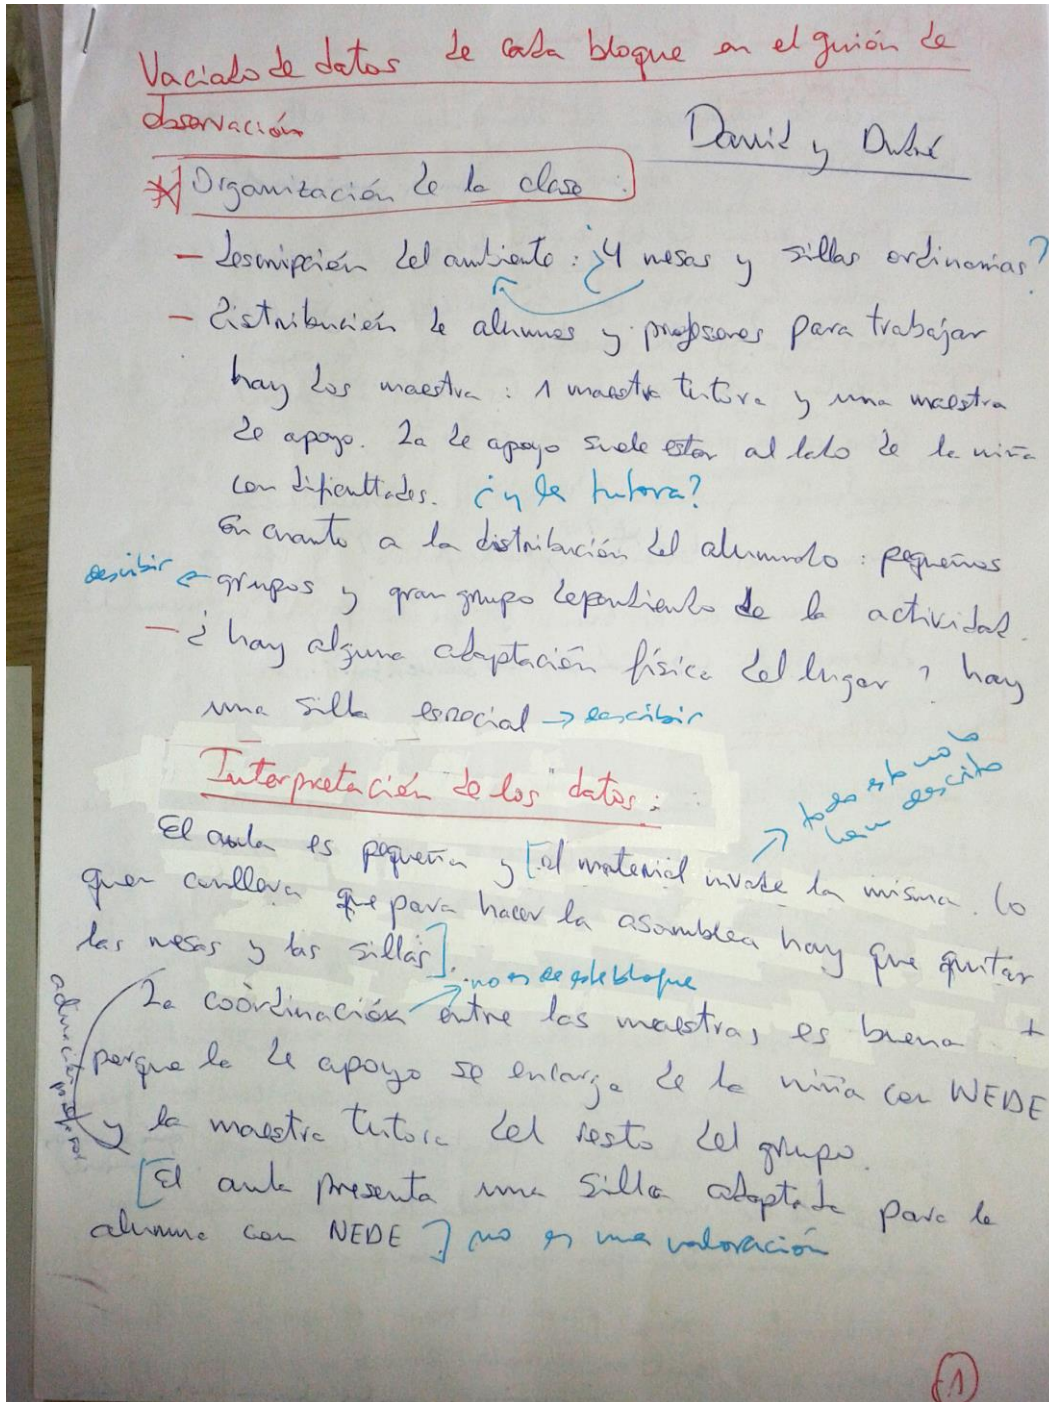 Vaciado de datos de cada bloque en el guión de
observación
David y
Organización de la clase :
- descripción del ambiente : ¿4 mesas y sillas ordinarias?
- distribución de alumnos y profesores para trabajar
hay dos maestra : 1 maestra tutora y una maestra
de apoyo. La de apoyo suele estar al lado de la niña
con dificultades. ¿y la tutora?
En cuanto a la distribución del alumnado : pequeños
describir ← grupos y gran grupo dependiendo de la actividad.
- ¿hay alguna adaptación física del lugar? hay
una silla especial → describir
Interpretación de los datos :
todo esto no lo
han descrito
El aula es pequeña y [el material invade la misma. Lo
que conlleva que para hacer la asamblea hay que quitar
las mesas y las sillas].
no es de este bloque
La coordinación entre las maestras es buena +
porque la de apoyo se encarga de la niña con NEDE
y la maestra tutora del resto del grupo.
[El aula presenta una silla adaptada para la
alumna con NEDE] no es una valoración
1